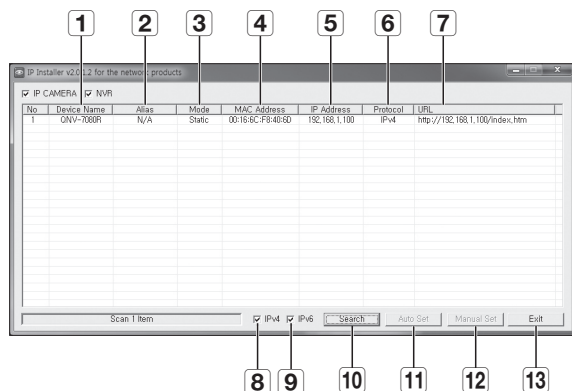 1 2 3 4 5 6 7
IP Installer v2.0.1.2 for the network products
IP CAMERA NVR
No Device Name Alias Mode MAC Address IP Address Protocol URL
1 QNV-7080R N/A Static 00:16:6C:F8:40:6D 192,168,1,100 IPv4 http://192,168,1,100/index,htm
Scan 1 Item IPv4 IPv6 Search Auto Set Manual Set Exit
8 9 10 11 12 13